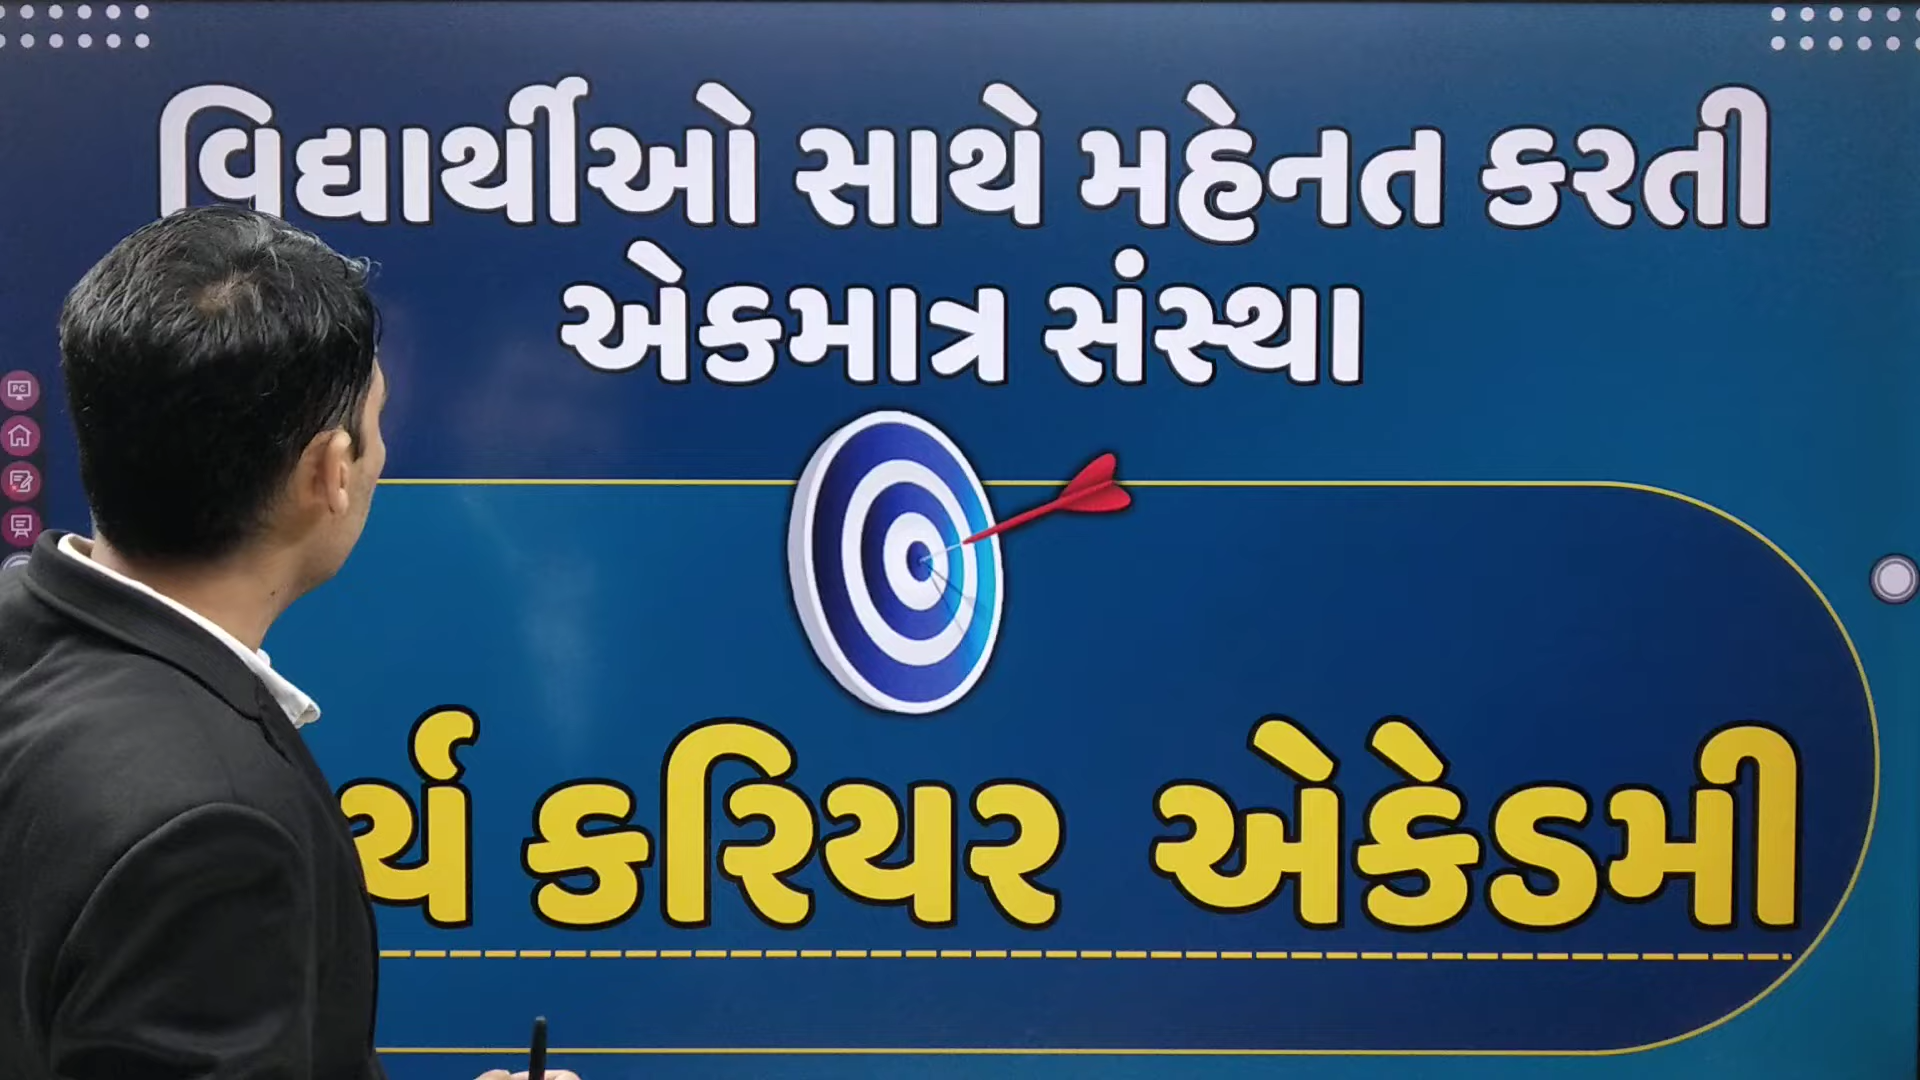 વિદ્યાર્થીઓ સાથે મહેનત કરતી
એકમાત્ર સંસ્થા
કરિયર એકેડમી